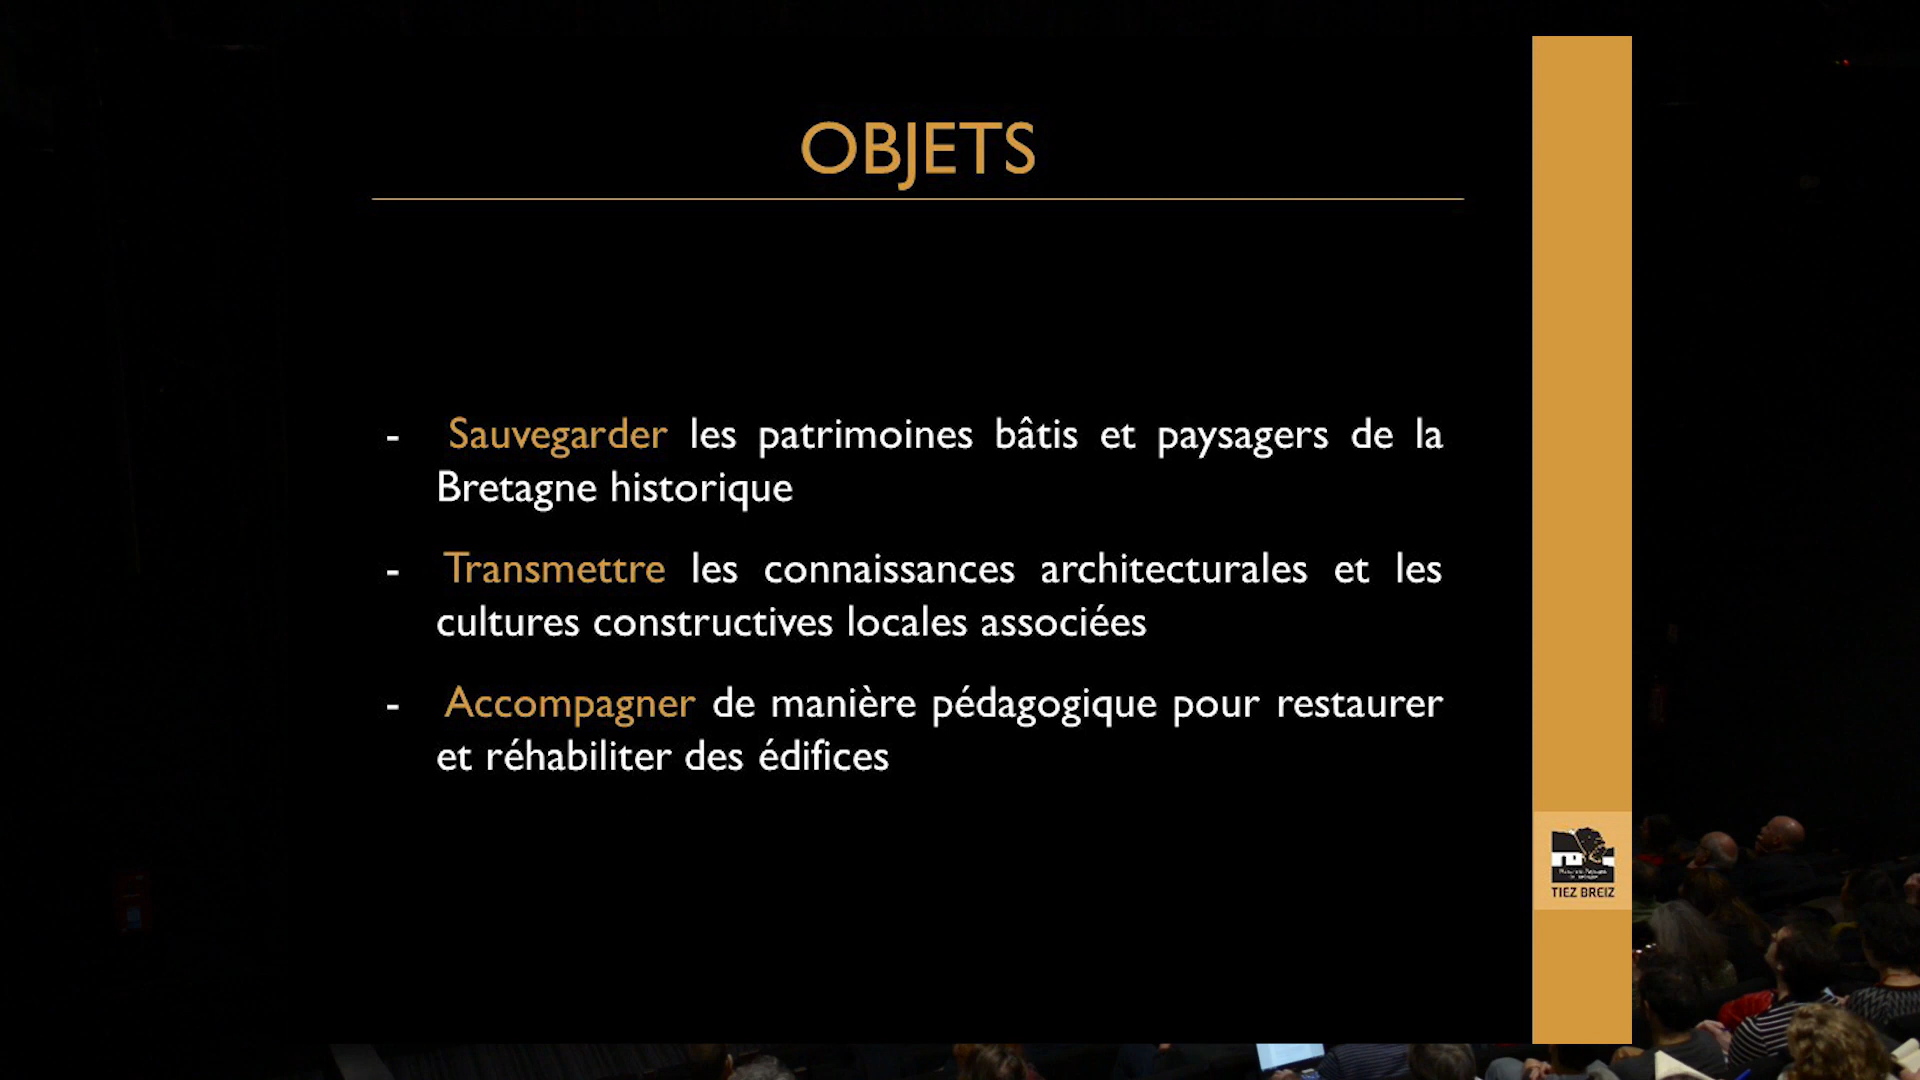 OBJETS
- Sauvegarder les patrimoines bâtis et paysagers de la
Bretagne historique
- Transmettre les connaissances architecturales et les
cultures constructives locales associées
- Accompagner de manière pédagogique pour restaurer
et réhabiliter des édifices
TIEZ BREIZ